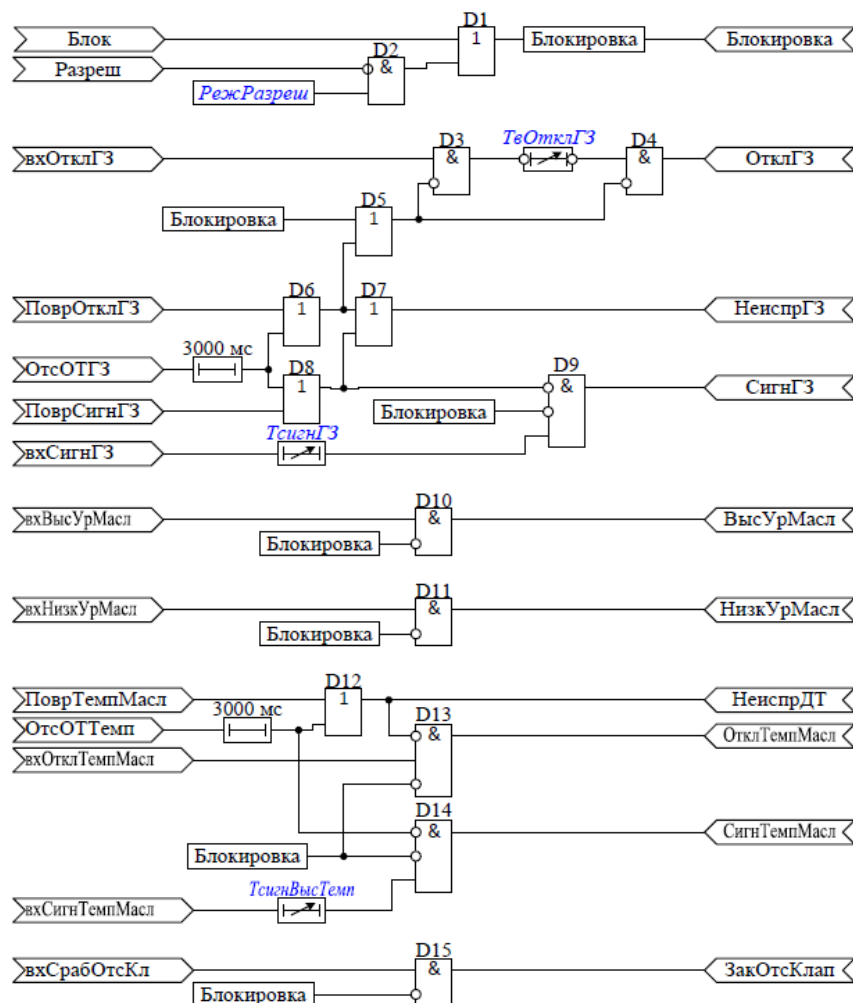 D1
Блок
1
Блокировка
Блокировка
D2
Разреш
&
РежРазреш
D3
ТвОтклГЗ
D4
вхОтклГЗ
&
&
ОтклГЗ
D5
Блокировка
1
D6
D7
ПоврОтклГЗ
1
1
НеиспрГЗ
3000 мс
ОтсОТГЗ
D8
D9
1
&
СигнГЗ
ПоврСигнГЗ
Блокировка
ТсигнГЗ
вхСигнГЗ
D10
вхВысУрМасл
&
ВысУрМасл
Блокировка
D11
вхНизкУрМасл
&
НизкУрМасл
Блокировка
D12
ПоврТемпМасл
1
НеиспрДТ
3000 мс
D13
ОтсОТТемп
&
ОтклТемпМасл
вхОтклТемпМасл
D14
&
СигнТемпМасл
Блокировка
ТсигнВысТемп
вхСигнТемпМасл
D15
вхСрабОтсКл
&
ЗакОтсКлап
Блокировка